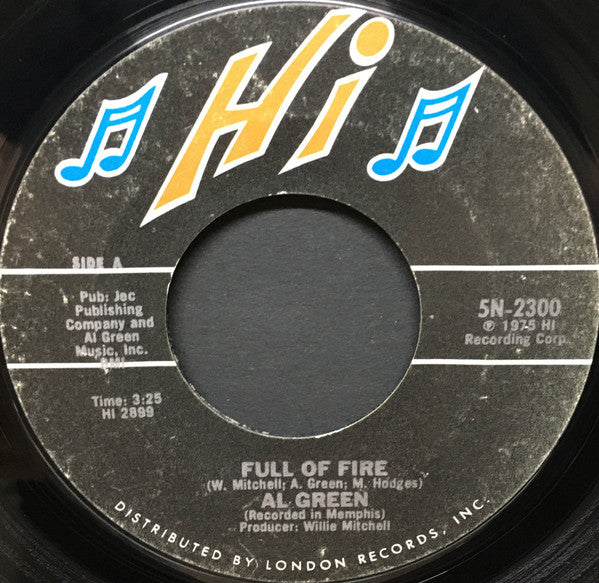 Hi
SIDE A
Pub: Jec
Publishing
Company and
Al Green
Music, Inc.
BMI
Time: 3:25
HI 2899
5N-2300
℗ 1975 HI
Recording Corp.
FULL OF FIRE
(W. Mitchell; A. Green; M. Hodges)
AL GREEN
(Recorded in Memphis)
Producer: Willie Mitchell
DISTRIBUTED BY LONDON RECORDS, INC.